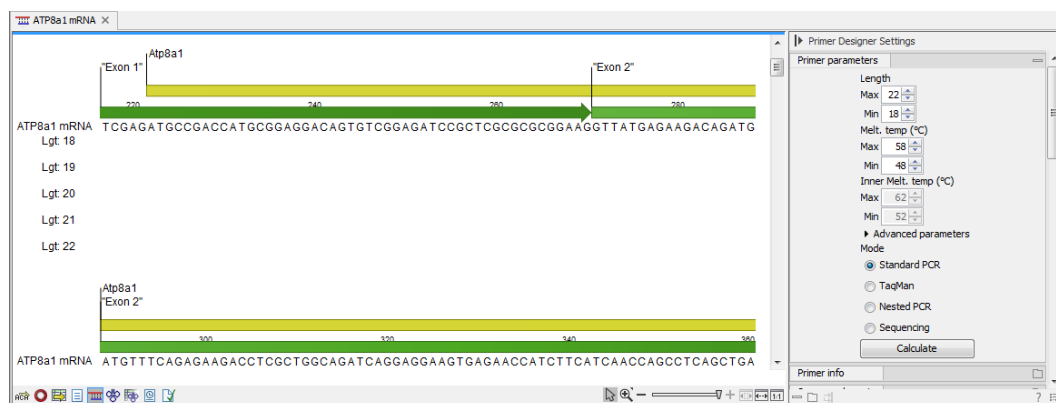 ATP8a1 mRNA
Atp8a1
"Exon 1"
"Exon 2"
220 240 260 280
ATP8a1 mRNA TCGAGATGCCGACCATGCGGAGGACAGTGTCGGAGATCCGCTCGCGCGCGGAAGGTTATGAGAAGACAGATG
Lgt: 18
Lgt: 19
Lgt: 20
Lgt: 21
Lgt: 22
Atp8a1
"Exon 2"
300 320 340 360
ATP8a1 mRNA ATGTTTCAGAGAAGACCTCGCTGGCAGATCAGGAGGAAGTGAGAACCATCTTCATCAACCAGCCTCAGCTGA
1:1
Primer Designer Settings
Primer parameters
Length
Max 22
Min 18
Melt. temp (°C)
Max 58
Min 48
Inner Melt. temp (°C)
Max 62
Min 52
Advanced parameters
Mode
Standard PCR
TaqMan
Nested PCR
Sequencing
Calculate
Primer info
?